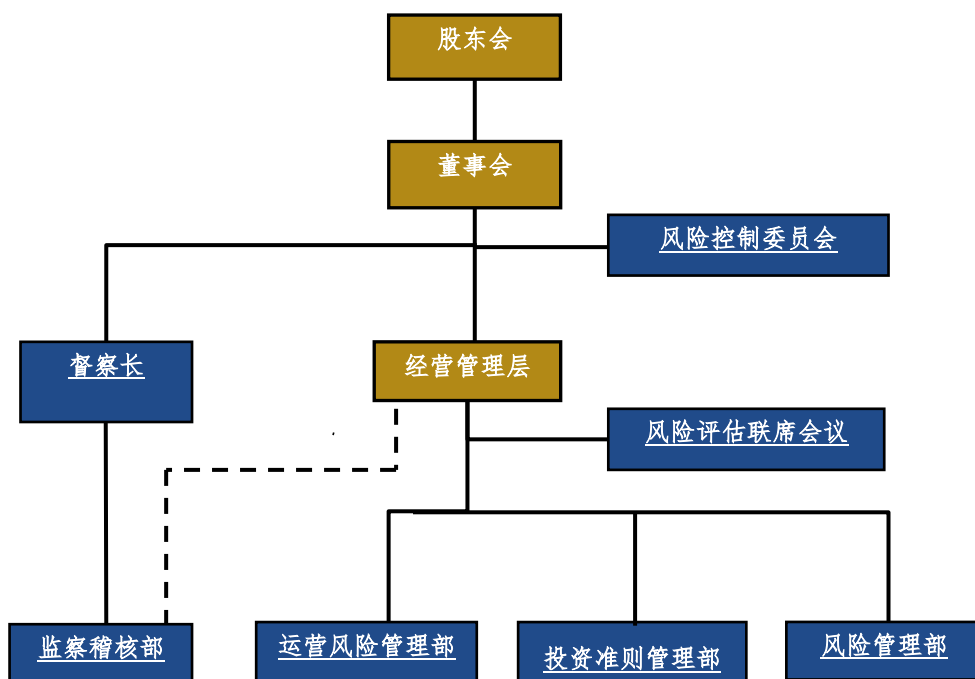 股东会
董事会
风险控制委员会
督察长
经营管理层
风险评估联席会议
监察稽核部
运营风险管理部
投资准则管理部
风险管理部